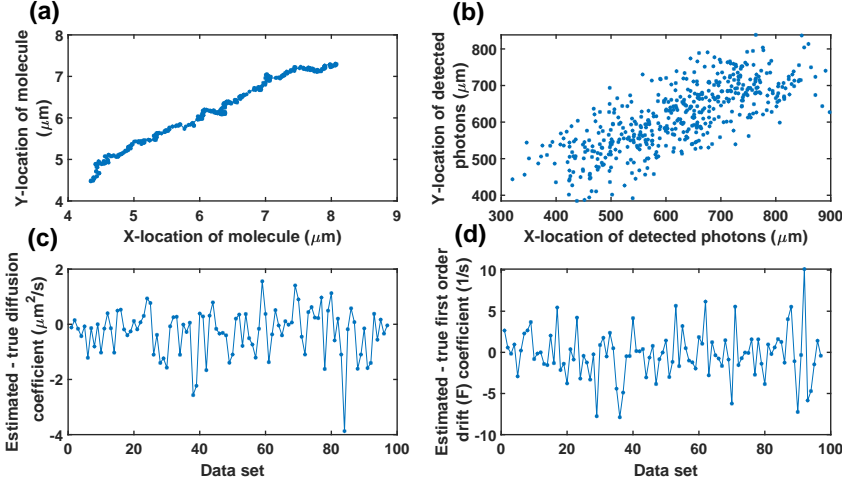 (a)
Y-location of molecule
(μm)
8
7
6
5
4
4 5 6 7 8 9
X-location of molecule (μm)
(b)
Y-location of detected
photons (μm)
800
700
600
500
400
320 400 500 600 700 800 900
X-location of detected photons (μm)
(c)
Estimated - true diffusion
coefficient (μm²/s)
2
0
-2
-4
0 20 40 60 80 100
Data set
(d)
Estimated - true first order
drift (F) coefficient (1/s)
10
5
0
-5
-10
0 20 40 60 80 100
Data set